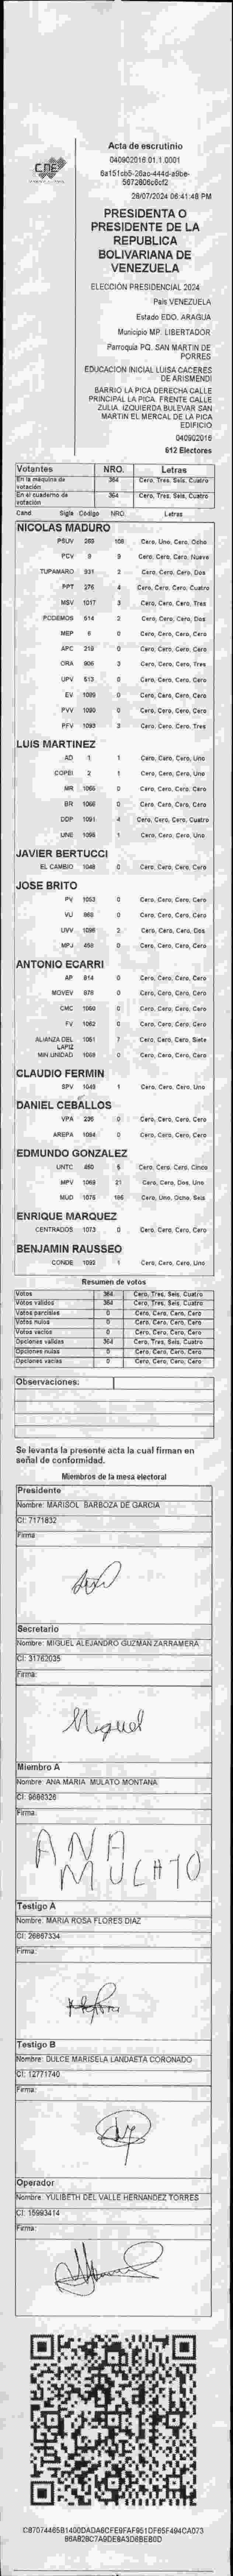 CNE
Acta de escrutinio
040902016.01.1.0001
28/07/2024 06:41:48 PM
PRESIDENTA O
PRESIDENTE DE LA
REPUBLICA
BOLIVARIANA DE
VENEZUELA
ELECCIÓN PRESIDENCIAL 2024
País VENEZUELA
Estado EDO. ARAGUA
Municipio MP. LIBERTADOR
Parroquia PQ. SAN MARTIN DE
PORRES
EDUCACION INICIAL LUISA CACERES
DE ARISMENDI
BARRIO LA PICA DERECHA CALLE
PRINCIPAL LA PICA. FRENTE CALLE
ZULIA. IZQUIERDA BULEVAR SAN
MARTIN EL MERCAL DE LA PICA
EDIFICIO
040902016
612 Electores
Votantes NRO. Letras
En la máquina de votación 364 Cero, Tres, Seis, Cuatro
En el cuaderno de votación 364 Cero, Tres, Seis, Cuatro
Cand Sigla Código NRO. Letras
NICOLAS MADURO
PSUV 108 Cero, Uno, Cero, Ocho
PCV 9 9 Cero, Cero, Cero, Nueve
TUPAMARO 931 2 Cero, Cero, Cero, Dos
PPT 276 4 Cero, Cero, Cero, Cuatro
MSV 1017 3 Cero, Cero, Cero, Tres
PODEMOS 514 2 Cero, Cero, Cero, Dos
MEP 6 0 Cero, Cero, Cero, Cero
APC 218 0 Cero, Cero, Cero, Cero
ORA 906 3 Cero, Cero, Cero, Tres
UPV 513 0 Cero, Cero, Cero, Cero
EV 1089 0 Cero, Cero, Cero, Cero
PVV 1090 0 Cero, Cero, Cero, Cero
PFV 1093 3 Cero, Cero, Cero, Tres
LUIS MARTINEZ
AD 1 1 Cero, Cero, Cero, Uno
COPEI 2 1 Cero, Cero, Cero, Uno
MR 1065 0 Cero, Cero, Cero, Cero
BR 1066 0 Cero, Cero, Cero, Cero
DDP 1091 4 Cero, Cero, Cero, Cuatro
UNE 1095 1 Cero, Cero, Cero, Uno
JAVIER BERTUCCI
EL CAMBIO 1048 0 Cero, Cero, Cero, Cero
JOSE BRITO
PV 1053 0 Cero, Cero, Cero, Cero
VU 868 0 Cero, Cero, Cero, Cero
UVV 1096 2 Cero, Cero, Cero, Dos
MPJ 458 0 Cero, Cero, Cero, Cero
ANTONIO ECARRI
AP 814 0 Cero, Cero, Cero, Cero
MOVEV 878 0 Cero, Cero, Cero, Cero
CMC 1060 0 Cero, Cero, Cero, Cero
FV 1062 0 Cero, Cero, Cero, Cero
ALIANZA DEL LAPIZ 1051 7 Cero, Cero, Cero, Siete
MIN UNIDAD 1069 0 Cero, Cero, Cero, Cero
CLAUDIO FERMIN
SPV 1049 1 Cero, Cero, Cero, Uno
DANIEL CEBALLOS
VPA 236 0 Cero, Cero, Cero, Cero
AREPA 1084 0 Cero, Cero, Cero, Cero
EDMUNDO GONZALEZ
UNTC 460 5 Cero, Cero, Cero, Cinco
MPV 21 Cero, Cero, Dos, Uno
MUD 1075 186 Cero, Uno, Ocho, Seis
ENRIQUE MARQUEZ
CENTRADOS 1073 0 Cero, Cero, Cero, Cero
BENJAMIN RAUSSEO
CONDE 1092 1 Cero, Cero, Cero, Uno
Resumen de votos
Votos 364 Cero, Tres, Seis, Cuatro
Votos válidos 364 Cero, Tres, Seis, Cuatro
Votos parciales 0 Cero, Cero, Cero, Cero
Votos nulos 0 Cero, Cero, Cero, Cero
Votos vacíos 0 Cero, Cero, Cero, Cero
Opciones válidas 364 Cero, Tres, Seis, Cuatro
Opciones nulas 0 Cero, Cero, Cero, Cero
Opciones vacías 0 Cero, Cero, Cero, Cero
Observaciones:
Se levanta la presente acta la cual firman en
señal de conformidad.
Miembros de la mesa electoral
Presidente
Nombre: MARISOL BARBOZA DE GARCIA
CI: 7171832
Firma:
Secretario
Nombre: MIGUEL ALEJANDRO GUZMAN ZARRAMERA
CI: 31762035
Firma:
Miguel
Miembro A
Nombre: ANA MARIA MULATO MONTANA
CI: 9686326
Firma:
ANA
MULATO
Testigo A
Nombre: MARIA ROSA FLORES DIAZ
CI: 26867334
Firma:
Testigo B
Nombre: DULCE MARISELA LANDAETA CORONADO
CI: 12771740
Firma:
Operador
Nombre: YULIBETH DEL VALLE HERNANDEZ TORRES
CI: 15993414
Firma: